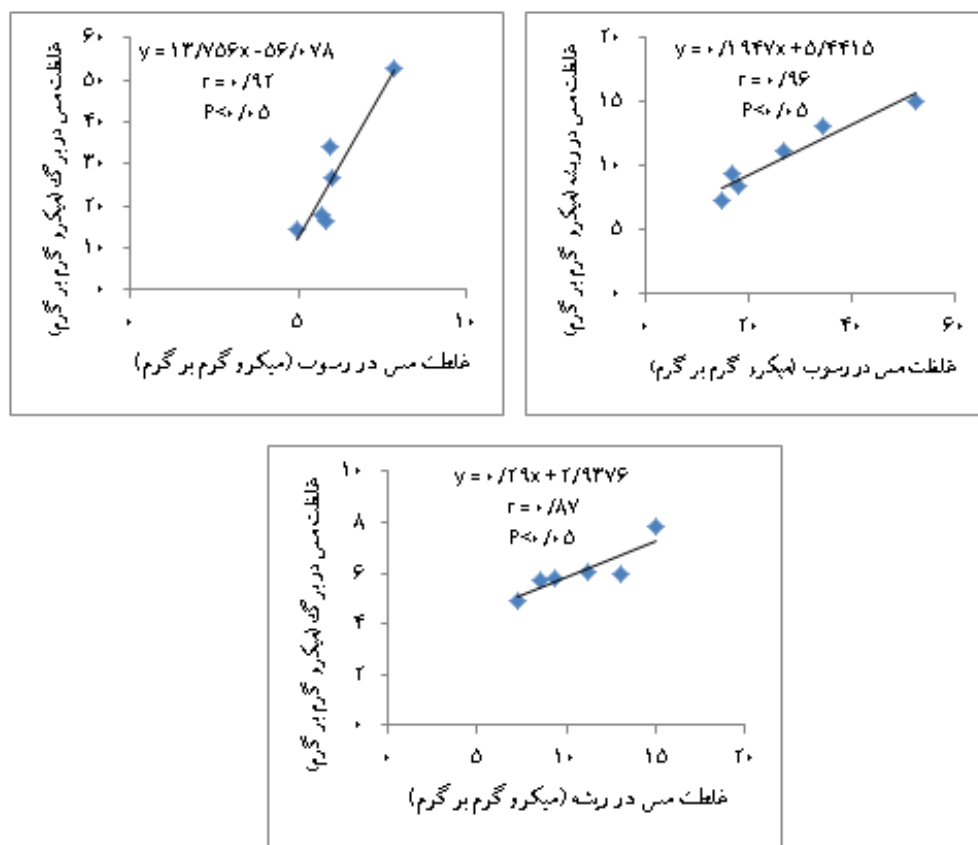 y = ۱۳/۷۵۶x - ۵۶/۰۷۸
r = ۰/۹۲
P<۰/۰۵
غلظت مس در برگ (میکرو گرم بر گرم)
۶۰
۵۰
۴۰
۳۰
۲۰
۱۰
۰
۰ ۵ ۱۰
غلظت مس در رسوب (میکرو گرم بر گرم)
y = ۰/۱۹۴۷x + ۵/۴۴۱۵
r = ۰/۹۶
P<۰/۰۵
غلظت مس در ریشه (میکرو گرم بر گرم)
۲۰
۱۵
۱۰
۵
۰
۰ ۲۰ ۴۰ ۶۰
غلظت مس در رسوب (میکرو گرم بر گرم)
y = ۰/۲۹x + ۲/۹۳۷۶
r = ۰/۸۷
P<۰/۰۵
غلظت مس در برگ (میکرو گرم بر گرم)
۱۰
۸
۶
۴
۲
۰
۰ ۵ ۱۰ ۱۵ ۲۰
غلظت مس در ریشه (میکرو گرم بر گرم)